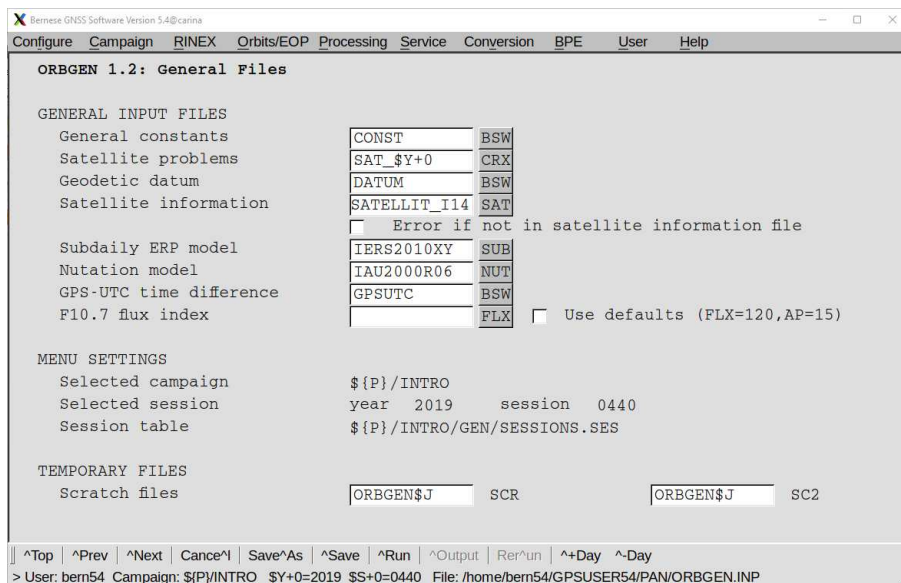 Bernese GNSS Software Version 5.4@carina
Configure Campaign RINEX Orbits/EOP Processing Service Conversion BPE User Help
ORBGEN 1.2: General Files
GENERAL INPUT FILES
General constants CONST BSW
Satellite problems SAT_$Y+0 CRX
Geodetic datum DATUM BSW
Satellite information SATELLIT_I14 SAT
Error if not in satellite information file
Subdaily ERP model IERS2010XY SUB
Nutation model IAU2000R06 NUT
GPS-UTC time difference GPSUTC BSW
F10.7 flux index FLX Use defaults (FLX=120,AP=15)
MENU SETTINGS
Selected campaign ${P}/INTRO
Selected session year 2019 session 0440
Session table ${P}/INTRO/GEN/SESSIONS.SES
TEMPORARY FILES
Scratch files ORBGEN$J SCR ORBGEN$J SC2
^Top ^Prev ^Next Cance^l Save^As ^Save ^Run ^Output Rer^un ^+Day ^-Day
> User: bern54 Campaign: ${P}/INTRO $Y+0=2019 $S+0=0440 File: /home/bern54/GPSUSER54/PAN/ORBGEN.INP